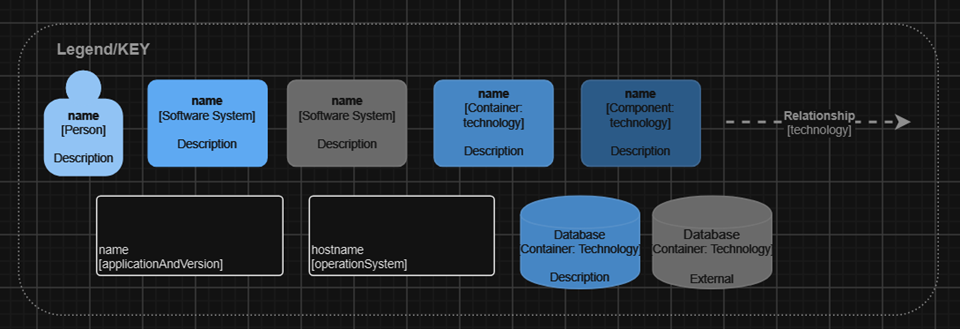 Legend/KEY
name
[Person]
Description
name
[Software System]
Description
name
[Software System]
Description
name
[Container:
technology]
Description
name
[Component:
technology]
Description
Relationship
[technology]
name
[applicationAndVersion]
hostname
[operationSystem]
Database
Container: Technology]
Description
Database
Container: Technology]
External